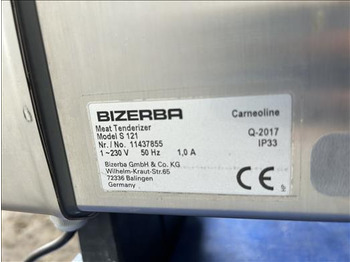 BIZERBA Carneoline
Meat Tenderizer
Model S 121 Q-2017
Nr. / No. 11437855 IP33
1 ~ 230 V 50 Hz 1,0 A
Bizerba GmbH & Co. KG
Wilhelm-Kraut-Str.65
72336 Balingen
Germany CE